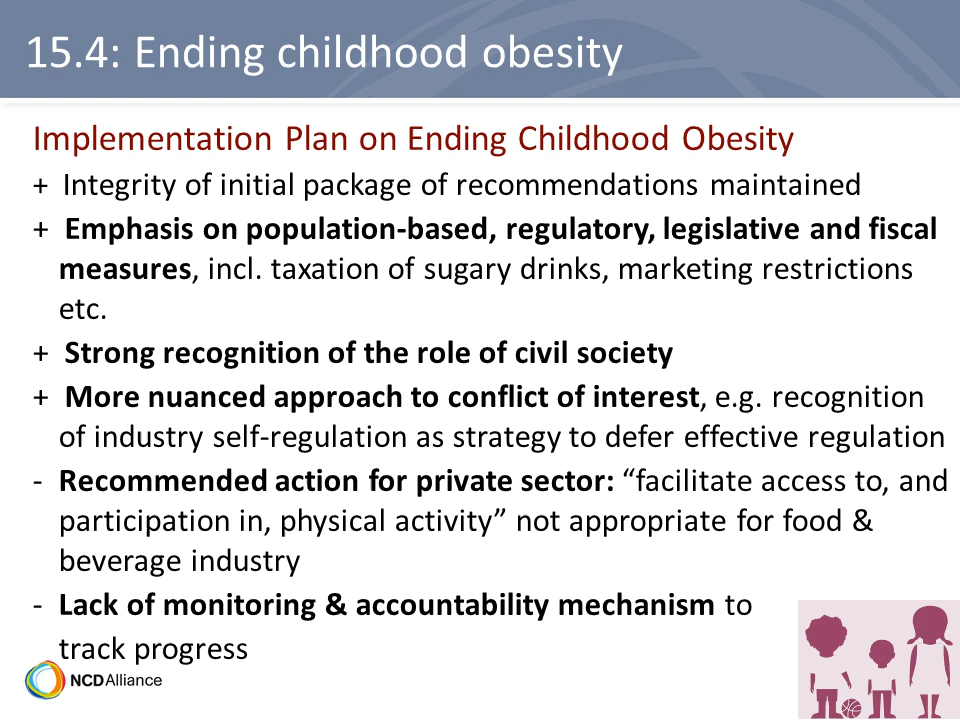 15.4: Ending childhood obesity
Implementation Plan on Ending Childhood Obesity
+ Integrity of initial package of recommendations maintained
+ Emphasis on population-based, regulatory, legislative and fiscal
measures, incl. taxation of sugary drinks, marketing restrictions
etc.
+ Strong recognition of the role of civil society
+ More nuanced approach to conflict of interest, e.g. recognition
of industry self-regulation as strategy to defer effective regulation
- Recommended action for private sector: “facilitate access to, and
participation in, physical activity” not appropriate for food &
beverage industry
- Lack of monitoring & accountability mechanism to
track progress
NCD Alliance